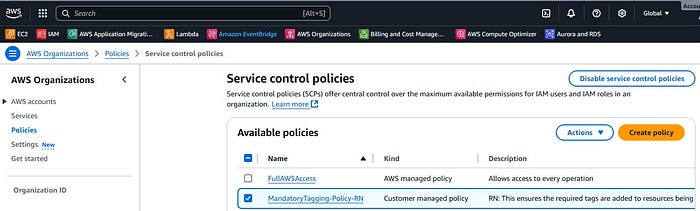 Accou
aws
Search
[Alt+S]
Global
EC2 IAM AWS Application Migrati... Lambda Amazon EventBridge AWS Organizations Billing and Cost Manage... AWS Compute Optimizer Aurora and RDS
AWS Organizations > Policies > Service control policies
AWS Organizations
AWS accounts
Services
Policies
Settings New
Get started
Organization ID
Service control policies
Disable service control policies
Service control policies (SCPs) offer central control over the maximum available permissions for IAM users and IAM roles in an
organization. Learn more
Available policies
Actions
Create policy
Name Kind Description
FullAWSAccess AWS managed policy Allows access to every operation
MandatoryTagging-Policy-RN Customer managed policy RN: This ensures the required tags are added to resources being